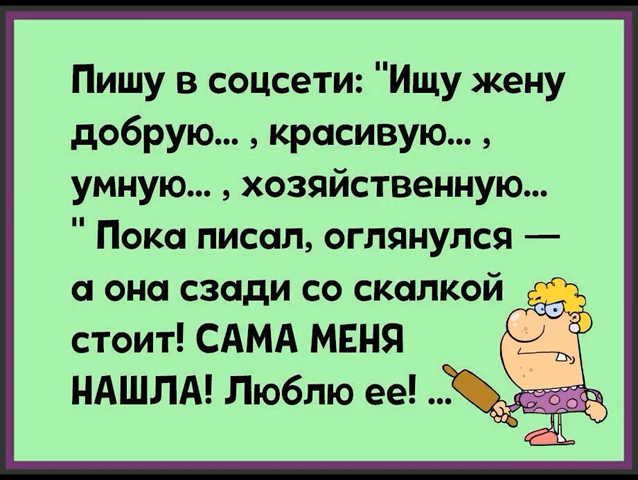 Пишу в соцсети: "Ищу жену
добрую... , красивую... ,
умную... , хозяйственную...
" Пока писал, оглянулся —
а она сзади со скалкой
стоит! САМА МЕНЯ
НАШЛА! Люблю ее! ...